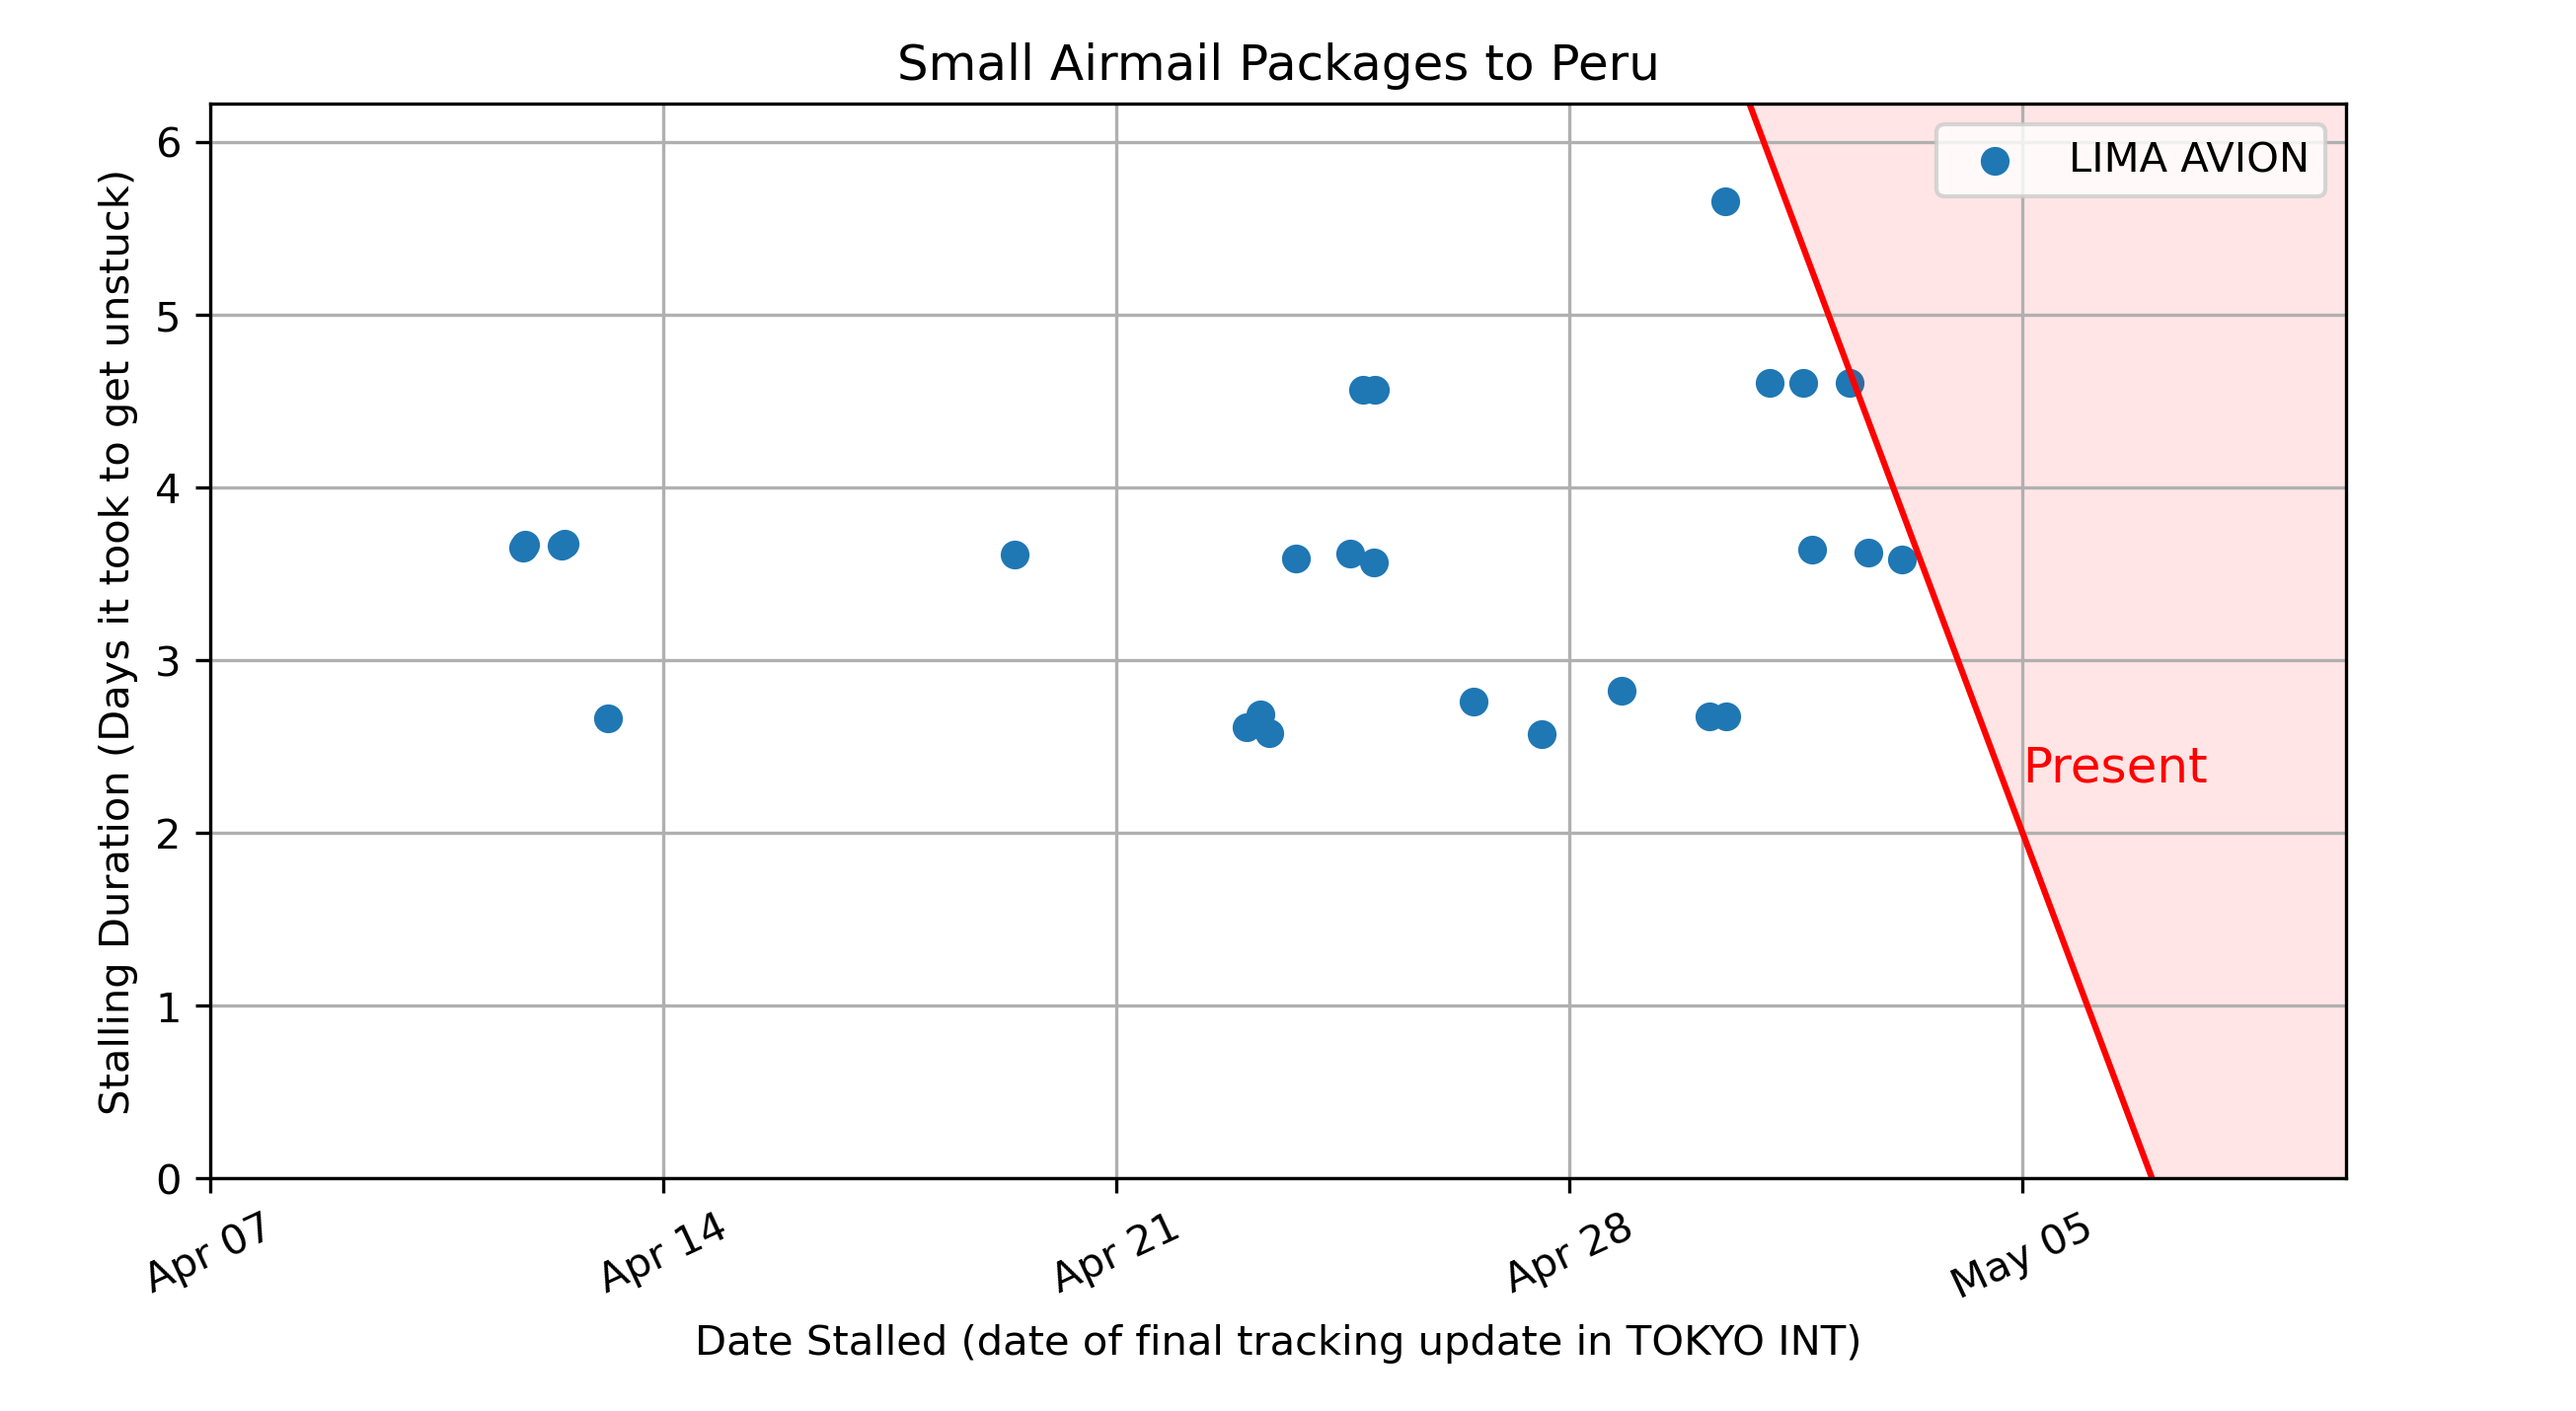 Small Airmail Packages to Peru
LIMA AVION
Stalling Duration (Days it took to get unstuck)
6
5
4
3
2
1
0
Present
Apr 07
Apr 14
Apr 21
Apr 28
May 05
Date Stalled (date of final tracking update in TOKYO INT)